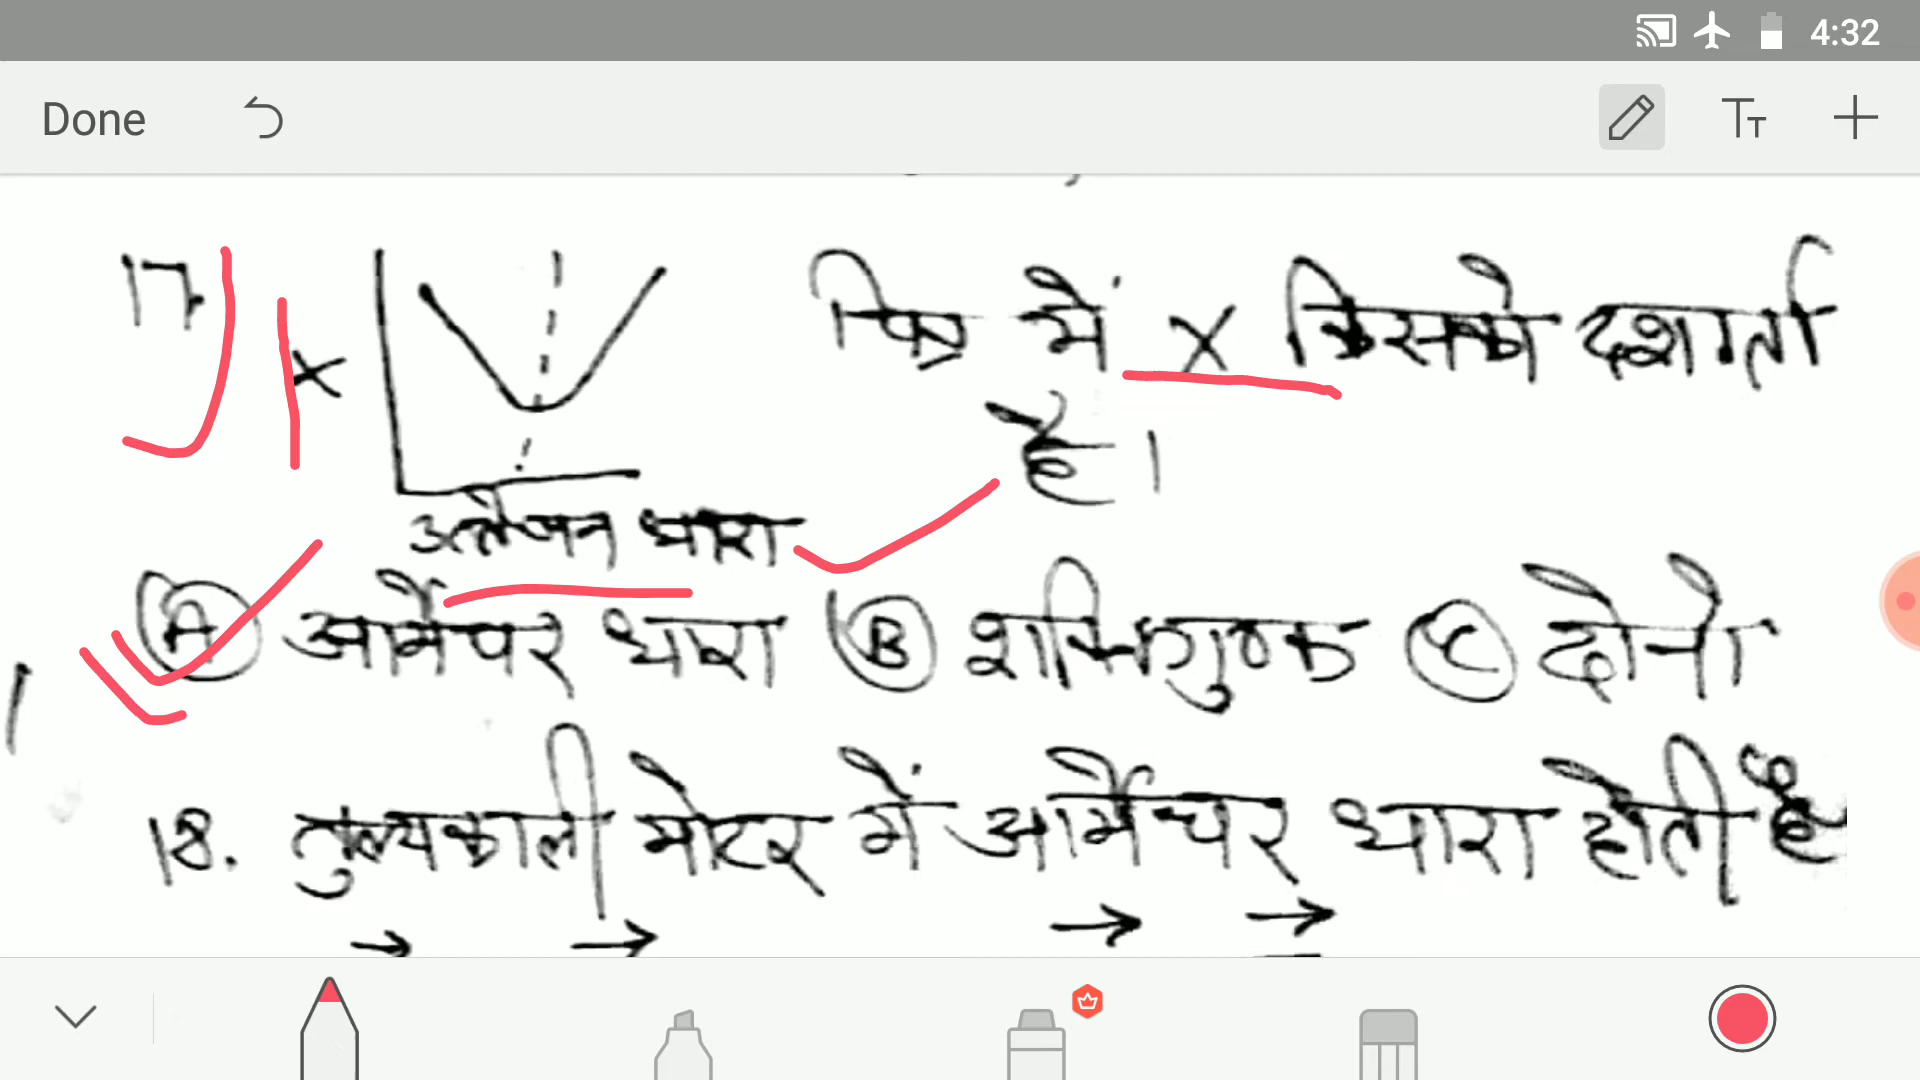 4:32
Done
17
चित्र में X किसको दर्शाता
X
है।
उत्तेजन धारा
(A) आर्मेचर धारा (B) शक्तिगुणक (C) दोनो
18. तुल्यकाली मोटर में आर्मेचर धारा होती है